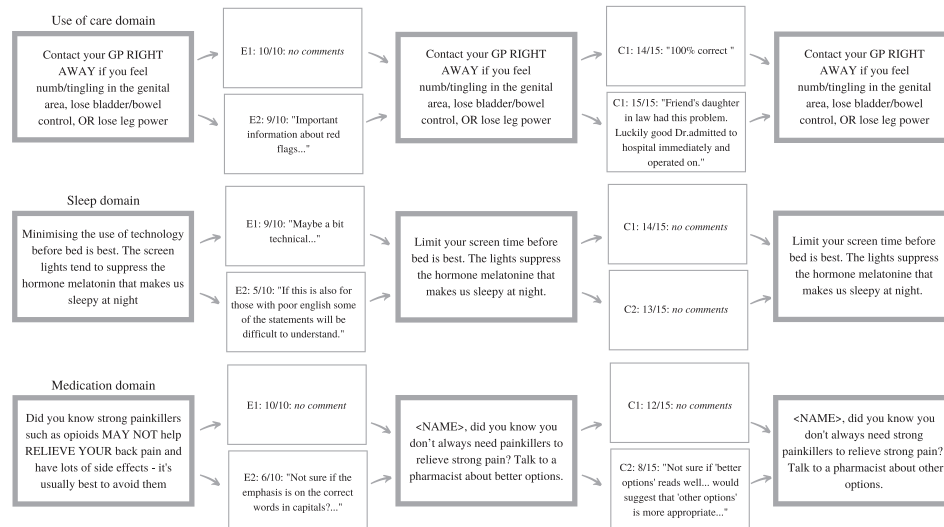 Use of care domain
Contact your GP RIGHT
AWAY if you feel
numb/tingling in the genital
area, lose bladder/bowel
control, OR lose leg power
E1: 10/10: no comments
E2: 9/10: "Important
information about red
flags..."
Contact your GP RIGHT
AWAY if you feel
numb/tingling in the genital
area, lose bladder/bowel
control, OR lose leg power
C1: 14/15: "100% correct "
C1: 15/15: "Friend's daughter
in law had this problem.
Luckily good Dr.admitted to
hospital immediately and
operated on."
Contact your GP RIGHT
AWAY if you feel
numb/tingling in the genital
area, lose bladder/bowel
control, OR lose leg power
Sleep domain
Minimising the use of technology
before bed is best. The screen
lights tend to suppress the
hormone melatonin that makes us
sleepy at night
E1: 9/10: "Maybe a bit
technical..."
E2: 5/10: "If this is also for
those with poor english some
of the statements will be
difficult to understand."
Limit your screen time before
bed is best. The lights suppress
the hormone melatonine that
makes us sleepy at night.
C1: 14/15: no comments
C2: 13/15: no comments
Limit your screen time before
bed is best. The lights suppress
the hormone melatonine that
makes us sleepy at night.
Medication domain
Did you know strong painkillers
such as opioids MAY NOT help
RELIEVE YOUR back pain and
have lots of side effects - it's
usually best to avoid them
E1: 10/10: no comment
E2: 6/10: "Not sure if the
emphasis is on the correct
words in capitals?..."
<NAME>, did you know you
don't always need painkillers to
relieve strong pain? Talk to a
pharmacist about better options.
C1: 12/15: no comments
C2: 8/15: "Not sure if 'better
options' reads well... would
suggest that 'other options'
is more appropriate..."
<NAME>, did you know you
don't always need strong
painkillers to relieve strong pain?
Talk to a pharmacist about other
options.